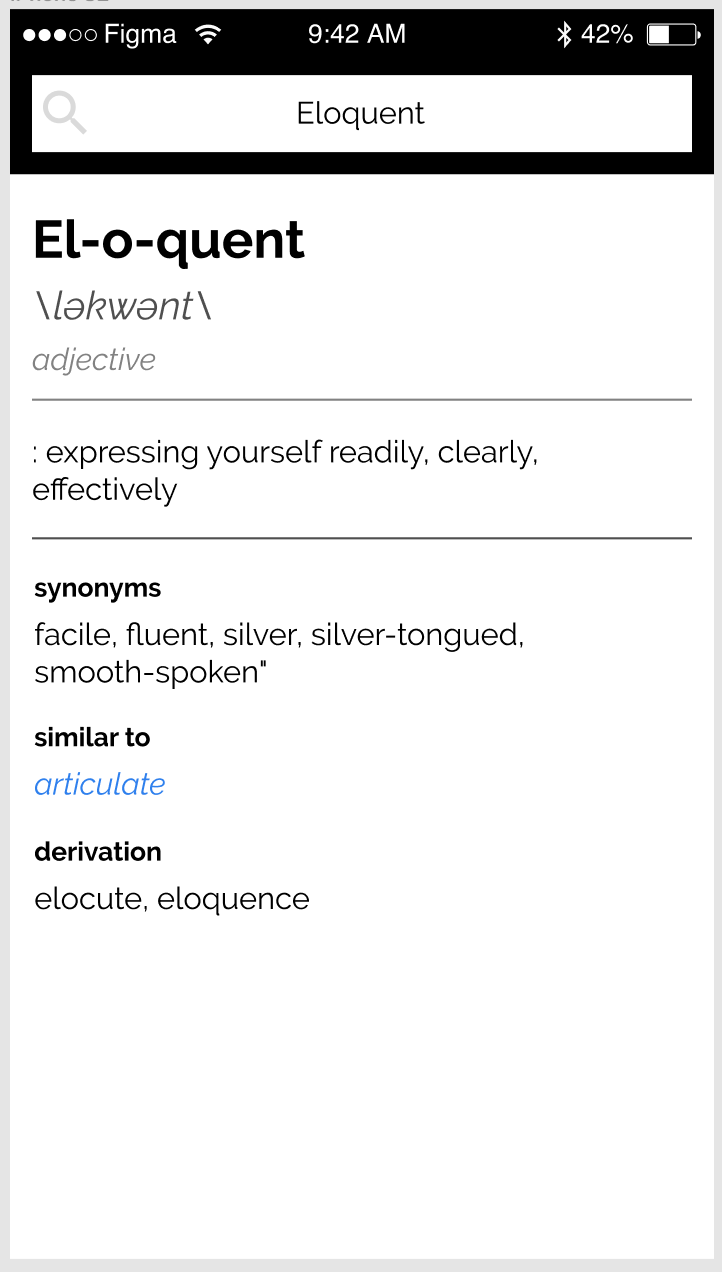 Figma 9:42 AM 42%
Eloquent
El-o-quent
\ləkwənt\
adjective
: expressing yourself readily, clearly,
effectively
synonyms
facile, fluent, silver, silver-tongued,
smooth-spoken"
similar to
articulate
derivation
elocute, eloquence